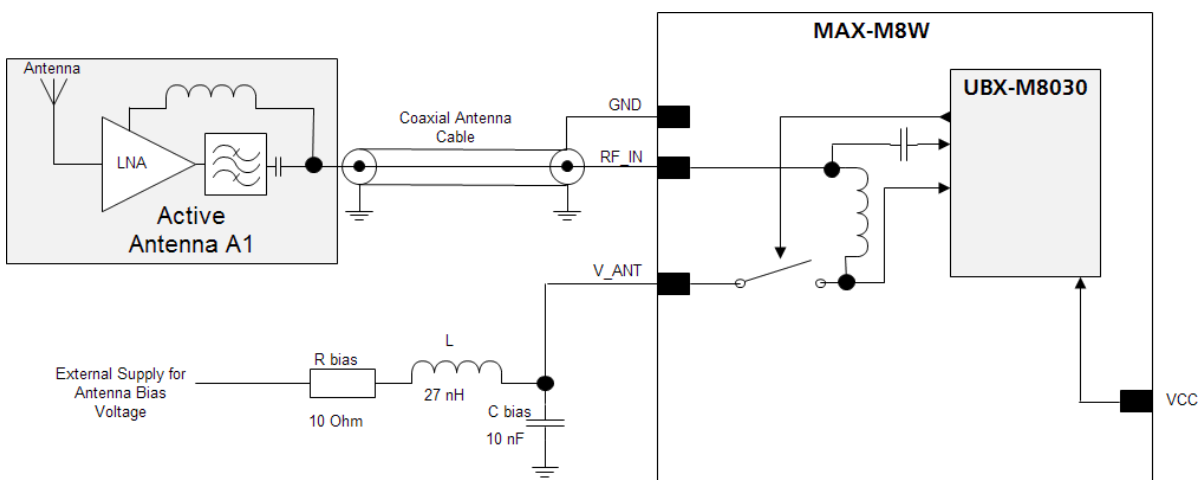 MAX-M8W
Antenna
UBX-M8030
GND
Coaxial Antenna
Cable
LNA
RF_IN
Active
Antenna A1
V_ANT
L
R bias
External Supply for
Antenna Bias
Voltage
27 nH
C bias
10 Ohm
10 nF
VCC